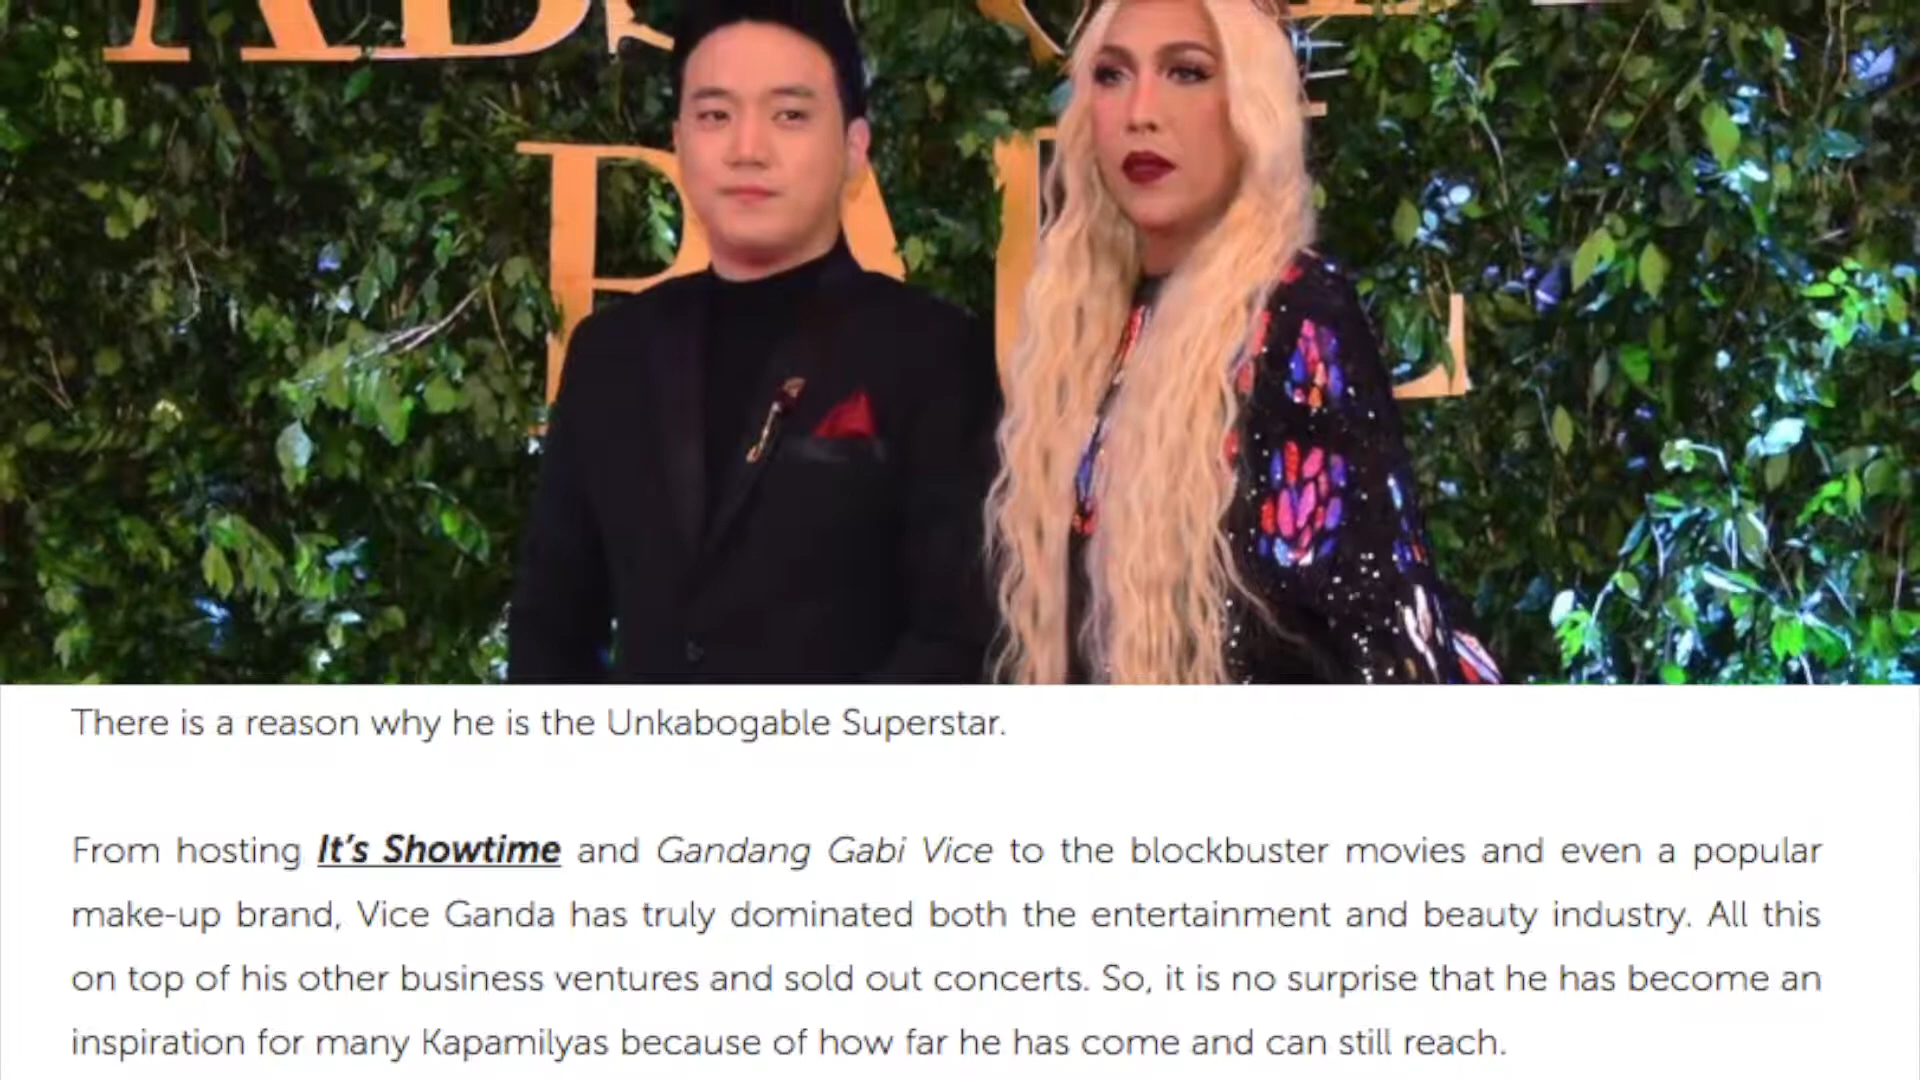 AB
BAL
There is a reason why he is the Unkabogable Superstar.
From hosting It's Showtime and Gandang Gabi Vice to the blockbuster movies and even a popular
make-up brand, Vice Ganda has truly dominated both the entertainment and beauty industry. All this
on top of his other business ventures and sold out concerts. So, it is no surprise that he has become an
inspiration for many Kapamilyas because of how far he has come and can still reach.